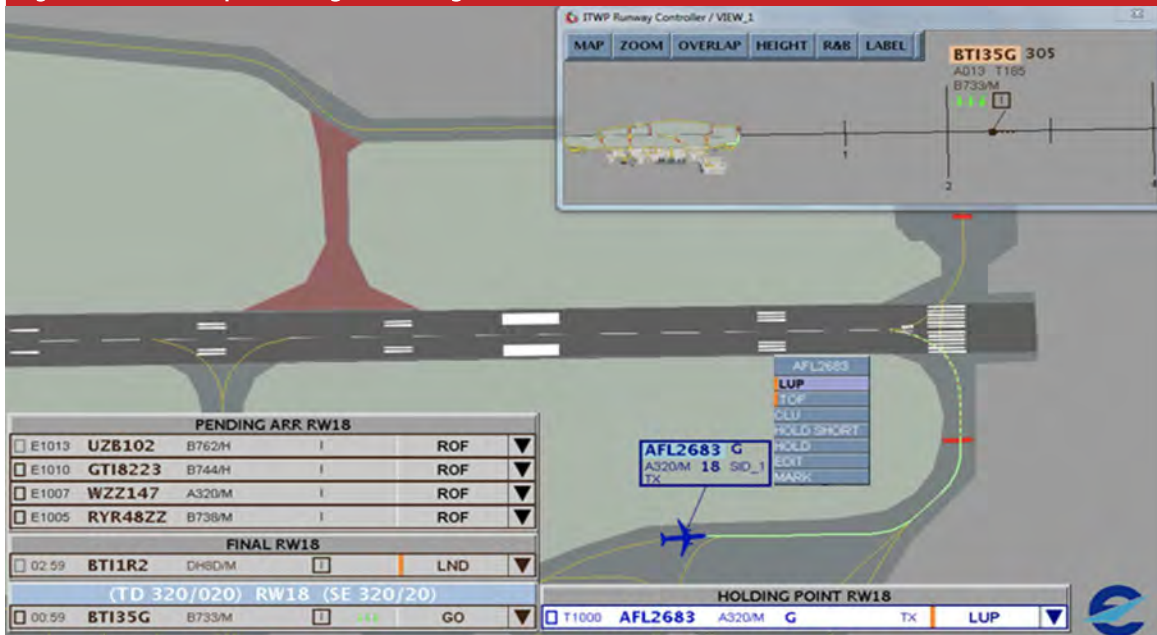 ITWP Runway Controller / VIEW_1
MAP ZOOM OVERLAP HEIGHT R&B LABEL
BTI35G 30S
A013 T165
B733/M
I
1
2
4
AFL2683
LUP
TOF
CLU
HOLD SHORT
HOLD
EDIT
MARK
AFL2683 G
A320/M 18 SID_1
TX
PENDING ARR RW18
E1013 UZB102 B762/H I ROF
E1010 GTI8223 B744/H I ROF
E1007 WZZ147 A320/M I ROF
E1005 RYR48ZZ B738/M I ROF
FINAL RW18
02:59 BTI1R2 DH8D/M I LND
(TD 320/020) RW18 (SE 320/20)
00:59 BTI35G B733/M I GO
HOLDING POINT RW18
T1000 AFL2683 A320/M G TX LUP